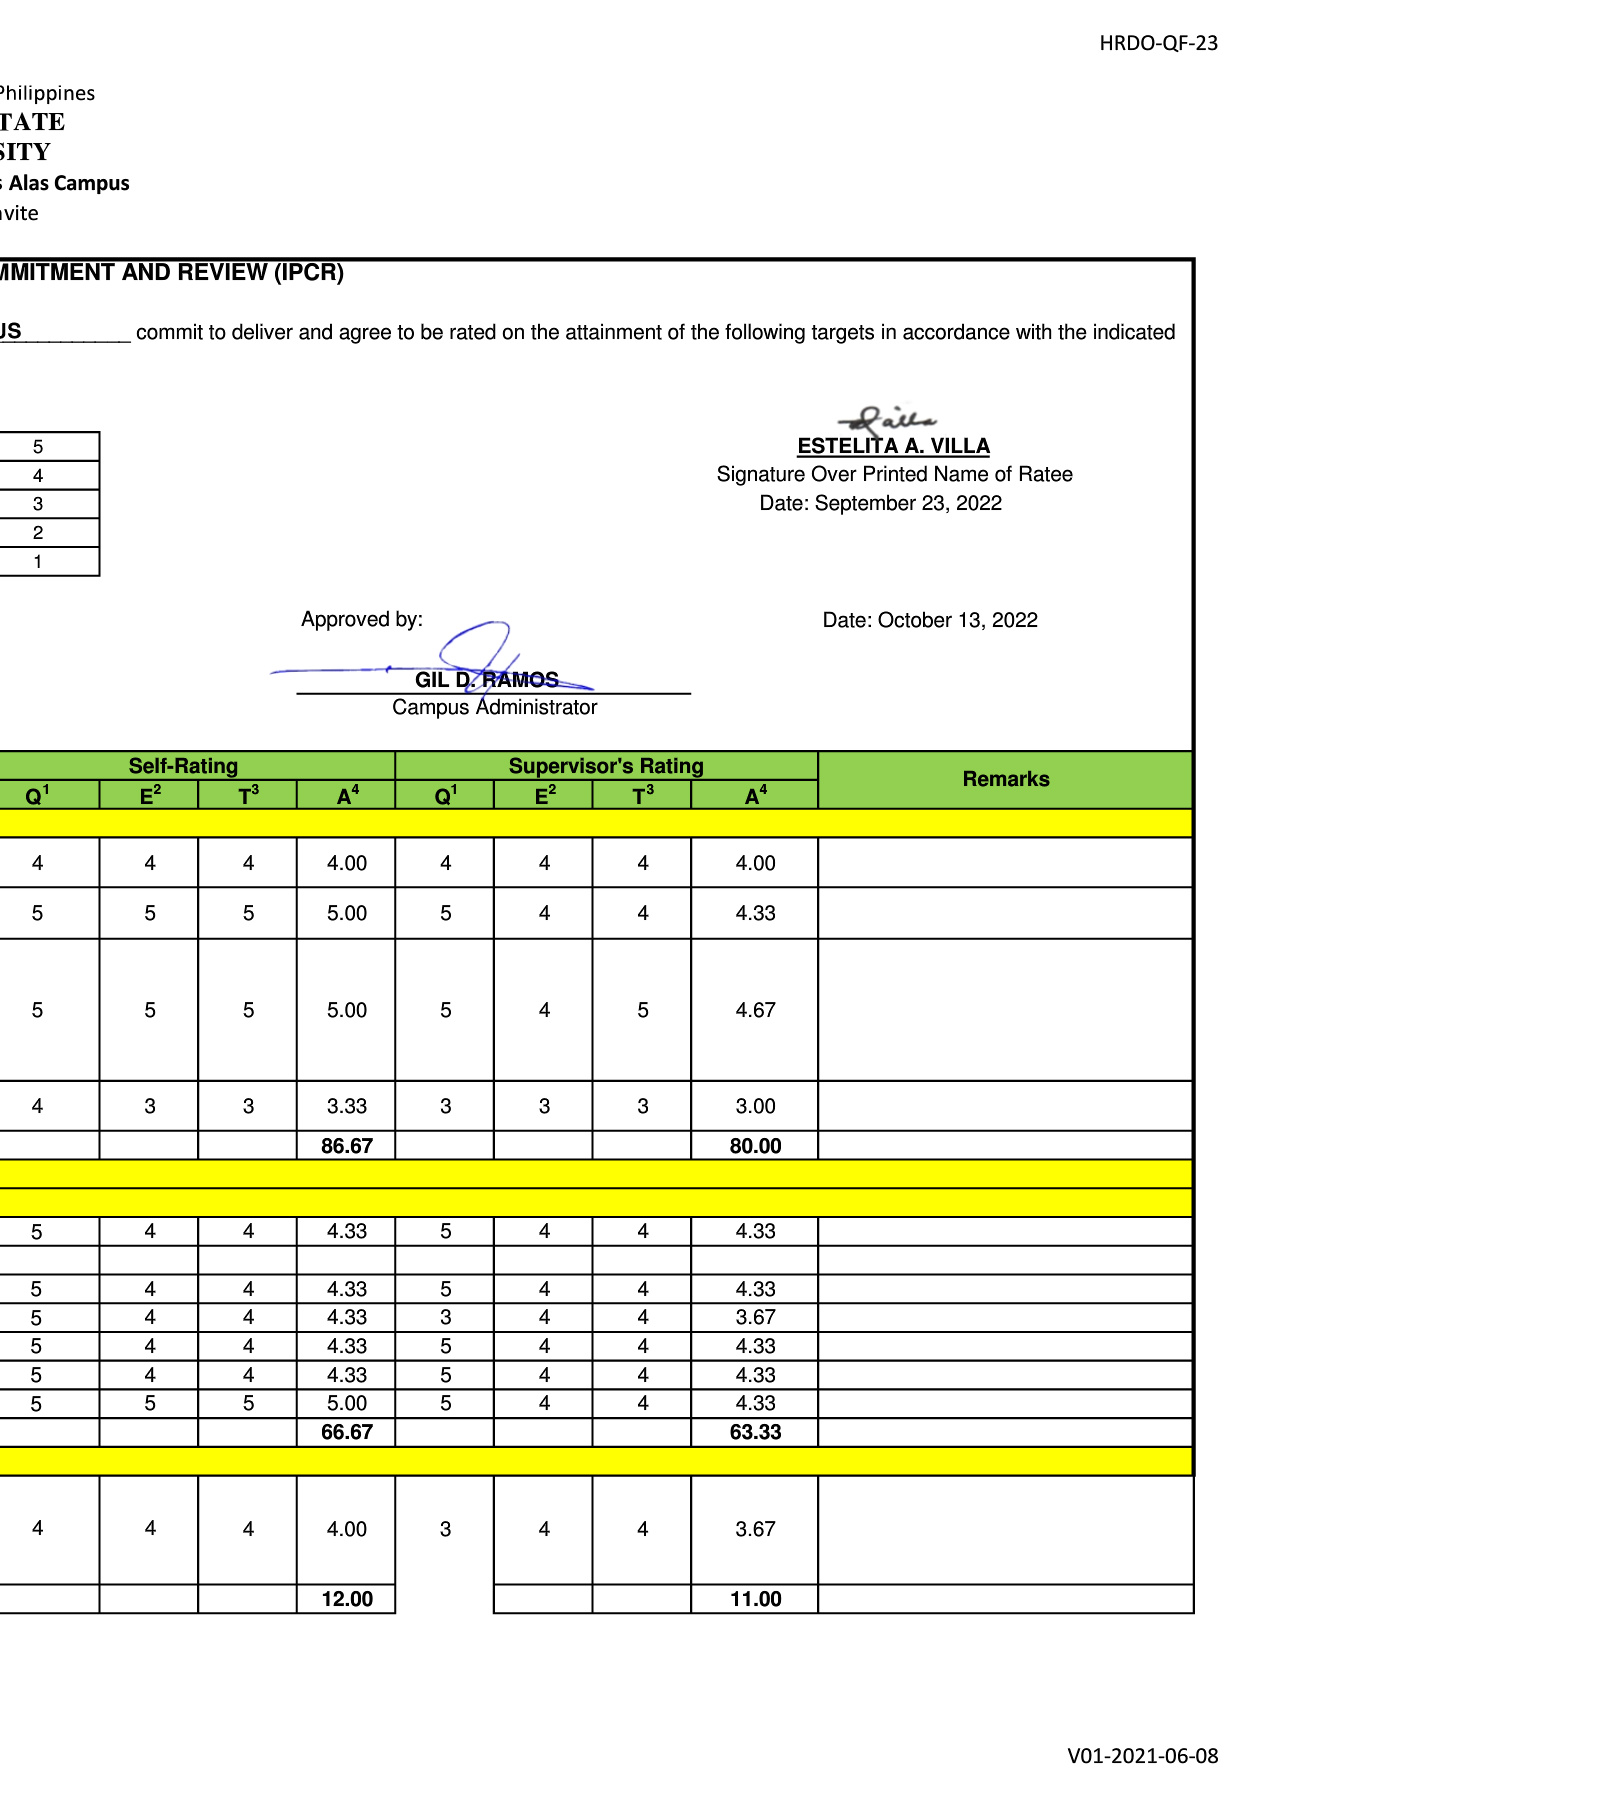 HRDO-QF-23
Philippines
TATE
SITY
s Alas Campus
avite
MMITMENT AND REVIEW (IPCR)
US__________ commit to deliver and agree to be rated on the attainment of the following targets in accordance with the indicated
Villa
5 ESTELITA A. VILLA
4 Signature Over Printed Name of Ratee
3 Date: September 23, 2022
2
1
Approved by: Date: October 13, 2022
GIL D. RAMOS
Campus Administrator
Self-Rating Supervisor's Rating Remarks
Q¹ E² T³ A⁴ Q¹ E² T³ A⁴
4 4 4 4.00 4 4 4 4.00
5 5 5 5.00 5 4 4 4.33
5 5 5 5.00 5 4 5 4.67
4 3 3 3.33 3 3 3 3.00
86.67 80.00
5 4 4 4.33 5 4 4 4.33
5 4 4 4.33 5 4 4 4.33
5 4 4 4.33 3 4 4 3.67
5 4 4 4.33 5 4 4 4.33
5 4 4 4.33 5 4 4 4.33
5 5 5 5.00 5 4 4 4.33
66.67 63.33
4 4 4 4.00 3 4 4 3.67
12.00 11.00
V01-2021-06-08